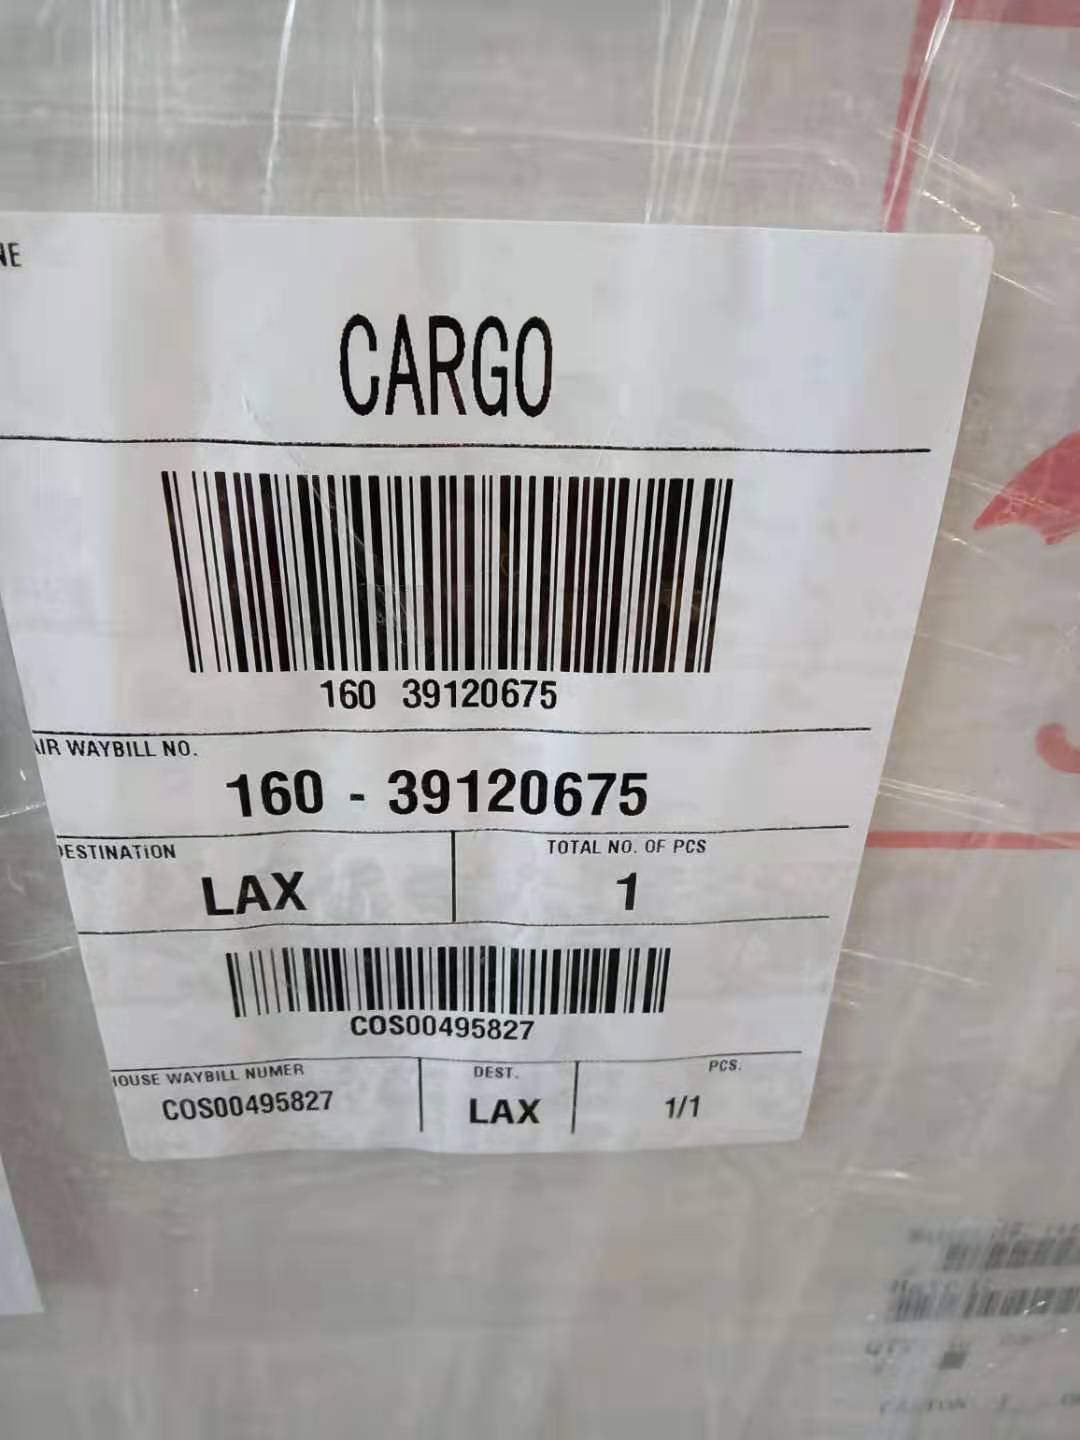 NE
CARGO
160 39120675
AIR WAYBILL NO.
160 - 39120675
DESTINATION
TOTAL NO. OF PCS
LAX
1
COS00495827
HOUSE WAYBILL NUMER
DEST.
PCS.
COS00495827
LAX
1/1